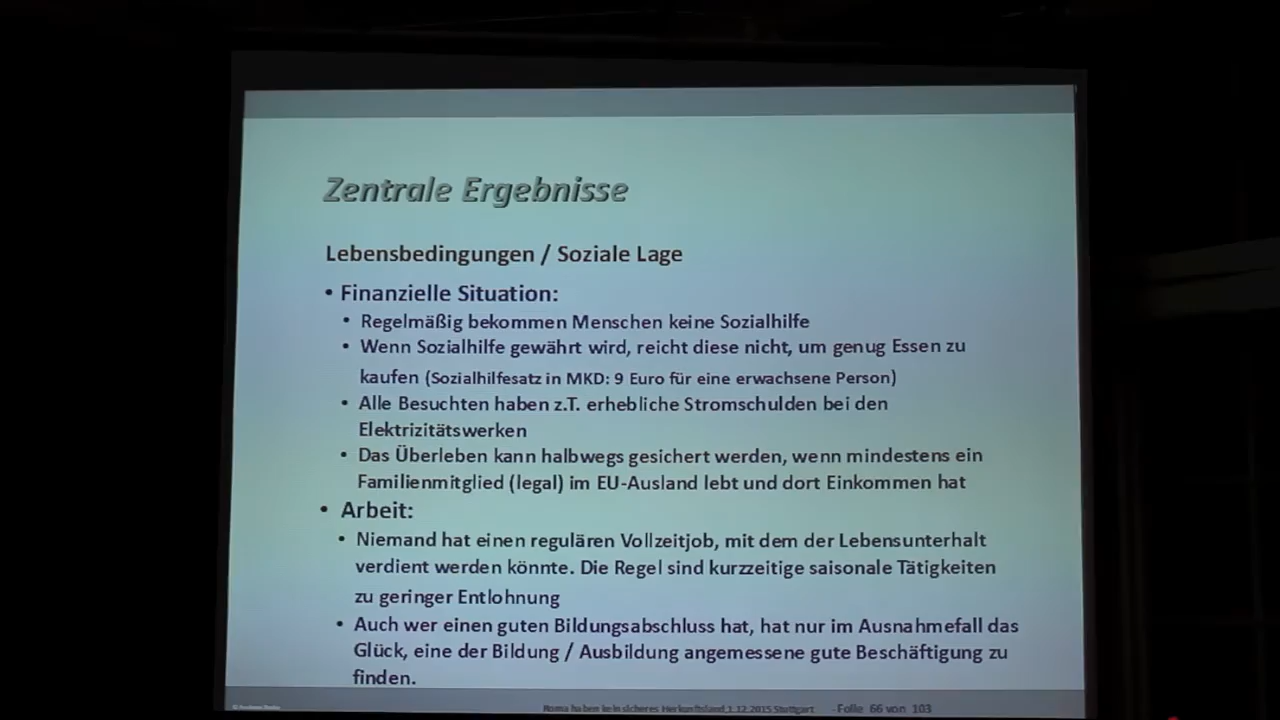 Zentrale Ergebnisse
Lebensbedingungen / Soziale Lage
• Finanzielle Situation:
• Regelmäßig bekommen Menschen keine Sozialhilfe
• Wenn Sozialhilfe gewährt wird, reicht diese nicht, um genug Essen zu
kaufen (Sozialhilfesatz in MKD: 9 Euro für eine erwachsene Person)
• Alle Besuchten haben z.T. erhebliche Stromschulden bei den
Elektrizitätswerken
• Das Überleben kann halbwegs gesichert werden, wenn mindestens ein
Familienmitglied (legal) im EU-Ausland lebt und dort Einkommen hat
• Arbeit:
• Niemand hat einen regulären Vollzeitjob, mit dem der Lebensunterhalt
verdient werden könnte. Die Regel sind kurzzeitige saisonale Tätigkeiten
zu geringer Entlohnung
• Auch wer einen guten Bildungsabschluss hat, hat nur im Ausnahmefall das
Glück, eine der Bildung / Ausbildung angemessene gute Beschäftigung zu
finden.
Roma haben kein sicheres Herkunftsland 1.12.2015 Stuttgart - Folie 66 von 103